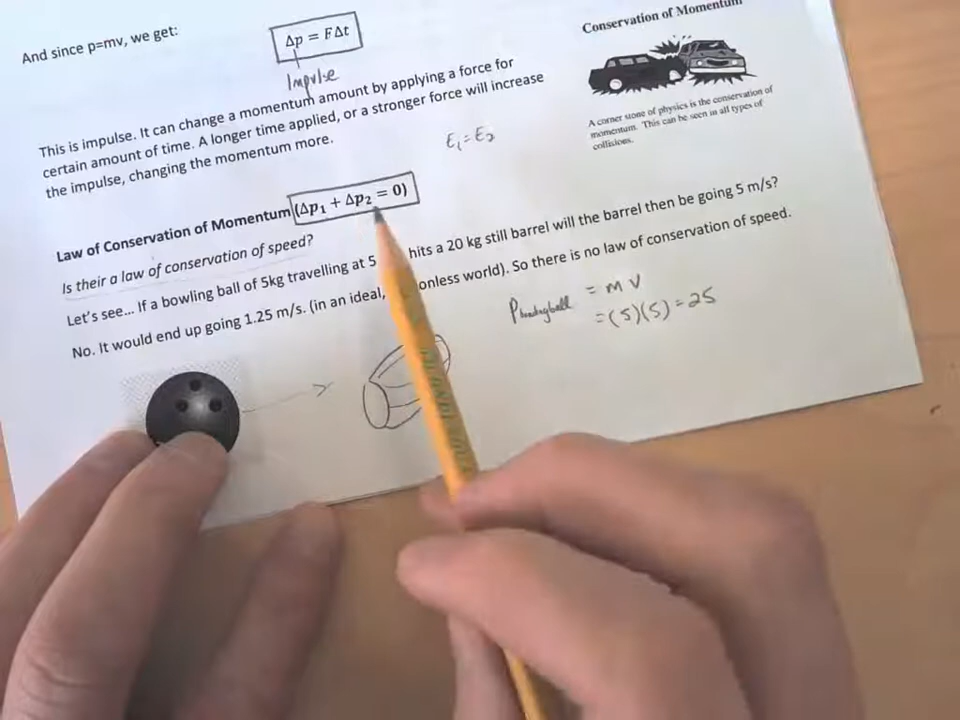 And since p=mv, we get:
Δp = FΔt
Impulse
This is impulse. It can change a momentum amount by applying a force for
certain amount of time. A longer time applied, or a stronger force will increase
the impulse, changing the momentum more.
E₁ = E₂
Conservation of Momentum
A corner stone of physics is the conservation of
momentum. This can be seen in all types of
collisions.
Law of Conservation of Momentum (Δp₁ + Δp₂ = 0)
Is their a law of conservation of speed?
Let's see... If a bowling ball of 5kg travelling at 5 hits a 20 kg still barrel will the barrel then be going 5 m/s?
No. It would end up going 1.25 m/s. (in an ideal, onless world). So there is no law of conservation of speed.
P bowlingball = m v
= (5)(5) = 25